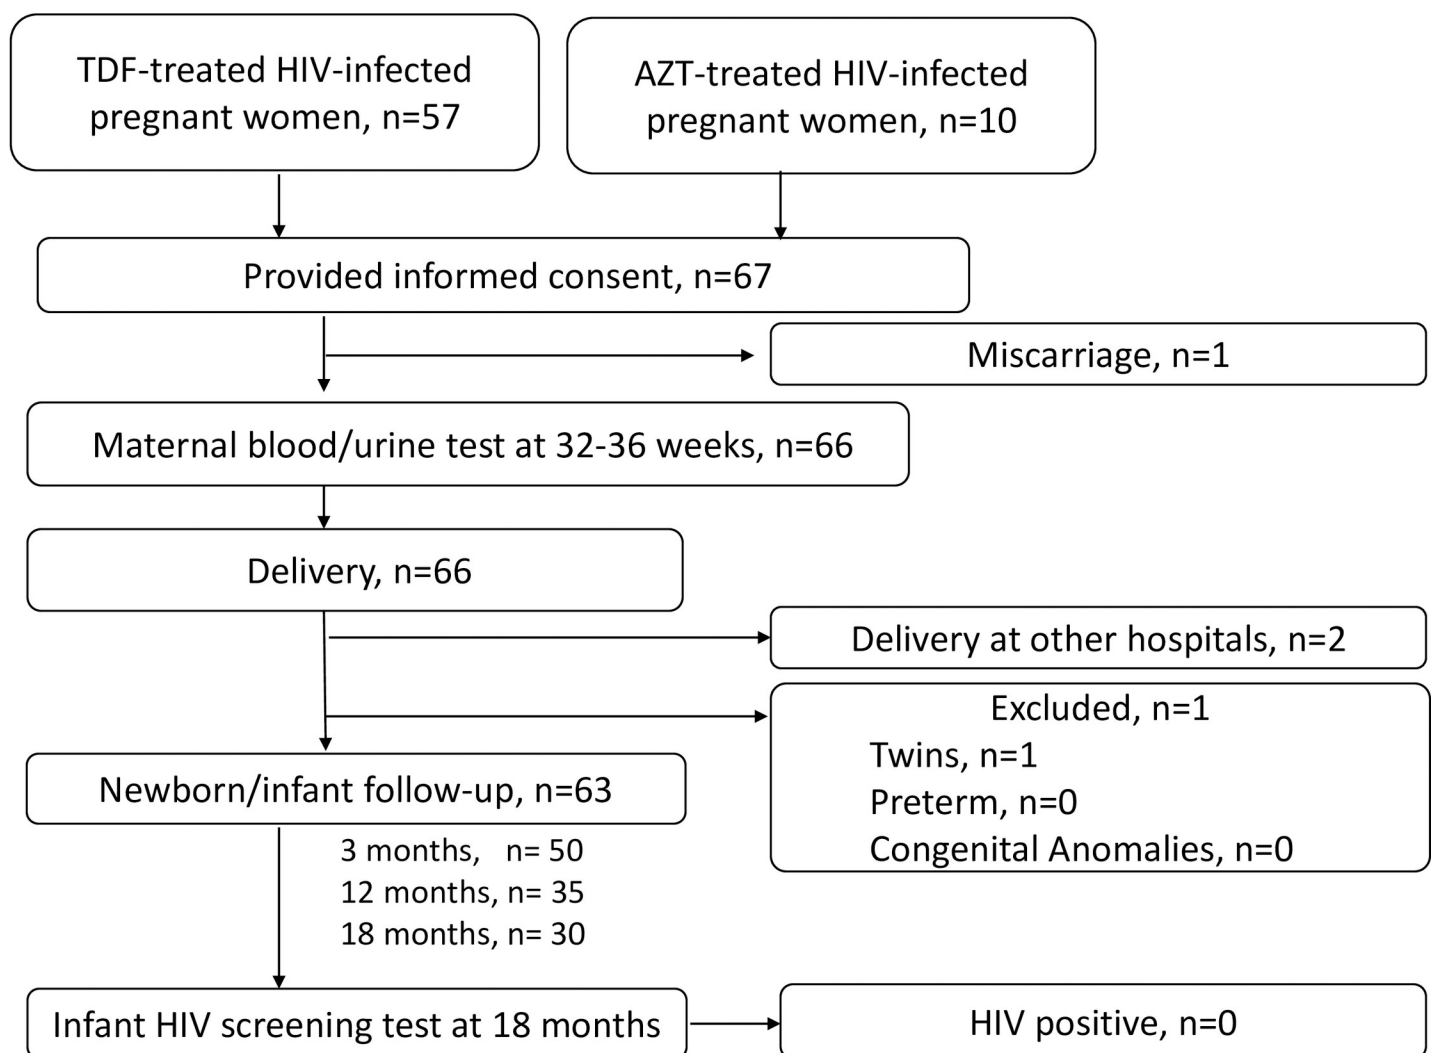 TDF-treated HIV-infected
pregnant women, n=57
AZT-treated HIV-infected
pregnant women, n=10
Provided informed consent, n=67
Miscarriage, n=1
Maternal blood/urine test at 32-36 weeks, n=66
Delivery, n=66
Delivery at other hospitals, n=2
Excluded, n=1
Twins, n=1
Preterm, n=0
Congenital Anomalies, n=0
Newborn/infant follow-up, n=63
3 months, n= 50
12 months, n= 35
18 months, n= 30
Infant HIV screening test at 18 months
HIV positive, n=0